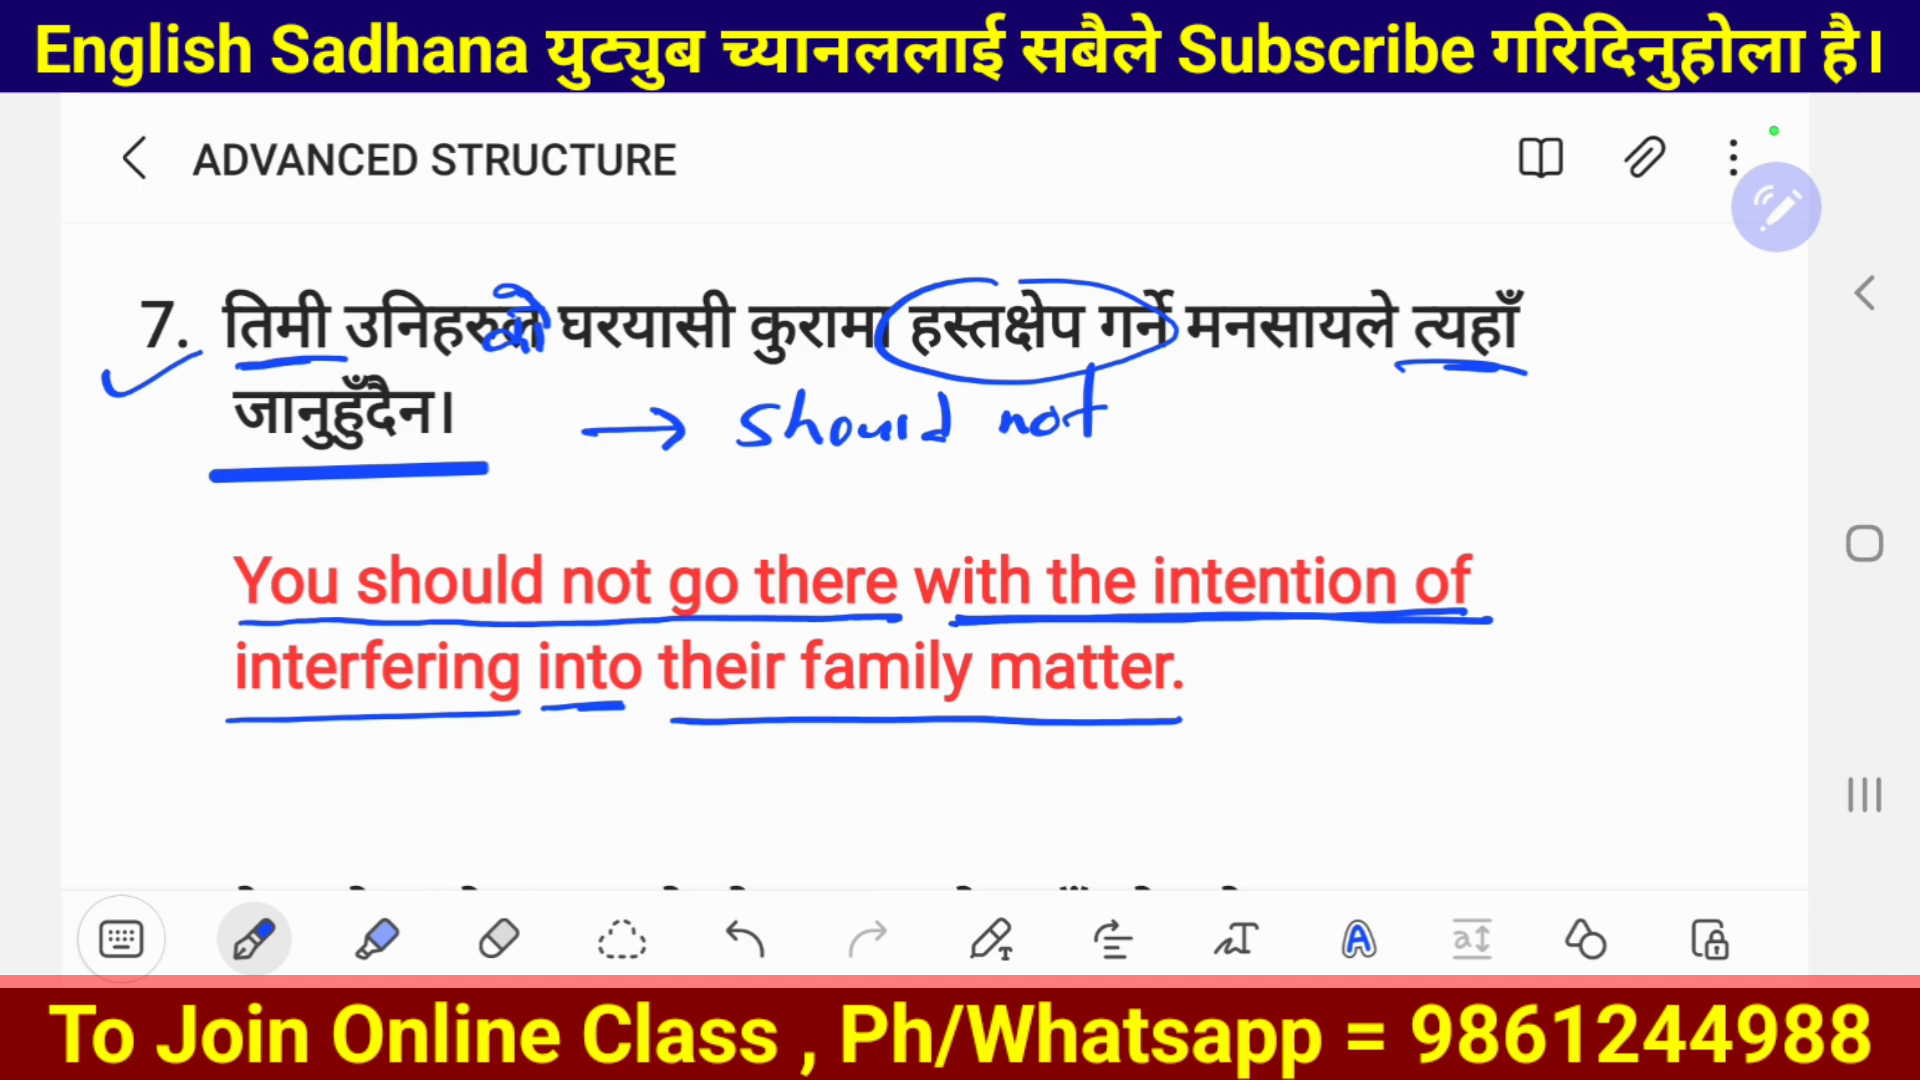 English Sadhana युट्युब च्यानललाई सबैले Subscribe गरिदिनुहोला है।
ADVANCED STRUCTURE
7. तिमी उनिहरुको घरयासी कुरामा हस्तक्षेप गर्ने मनसायले त्यहाँ
जानुहुँदैन। → should not
You should not go there with the intention of
interfering into their family matter.
To Join Online Class , Ph/Whatsapp = 9861244988